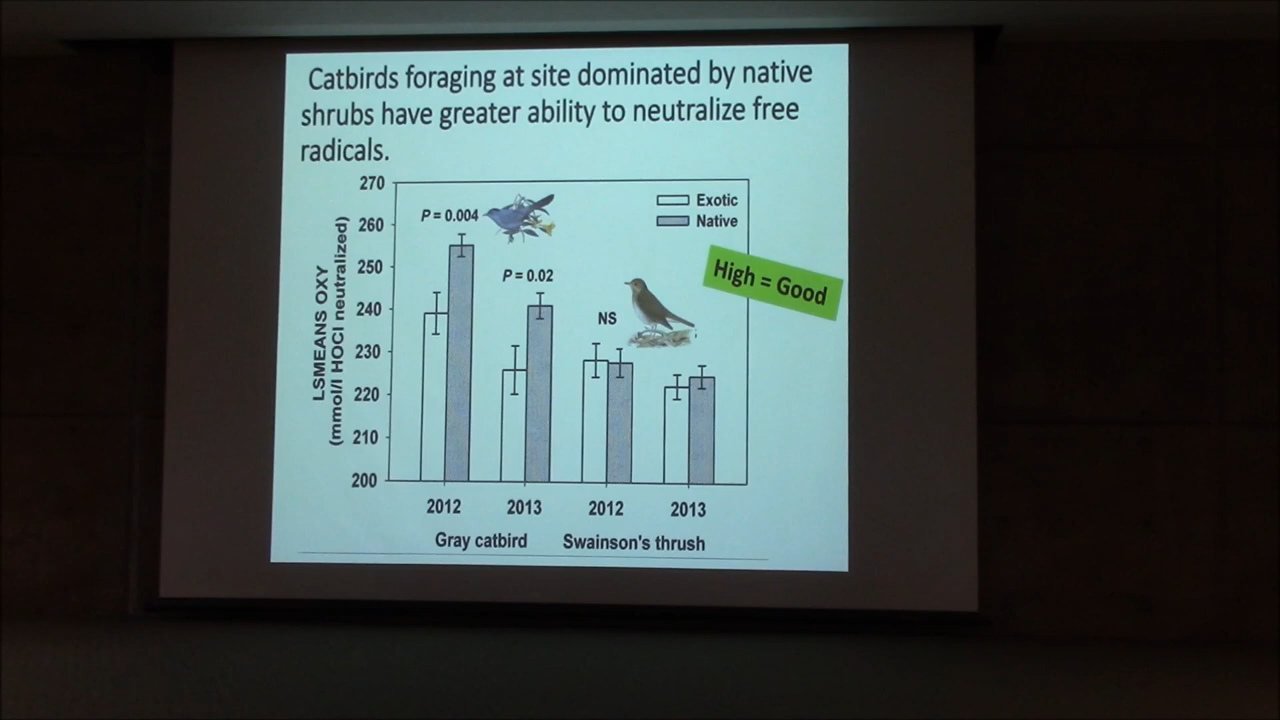 Catbirds foraging at site dominated by native
shrubs have greater ability to neutralize free
radicals.
LSMEANS OXY
(mmol/l HOCl neutralized)
270
260
250
240
230
220
210
200
P = 0.004
P = 0.02
NS
Exotic
Native
High = Good
2012 2013 2012 2013
Gray catbird Swainson's thrush